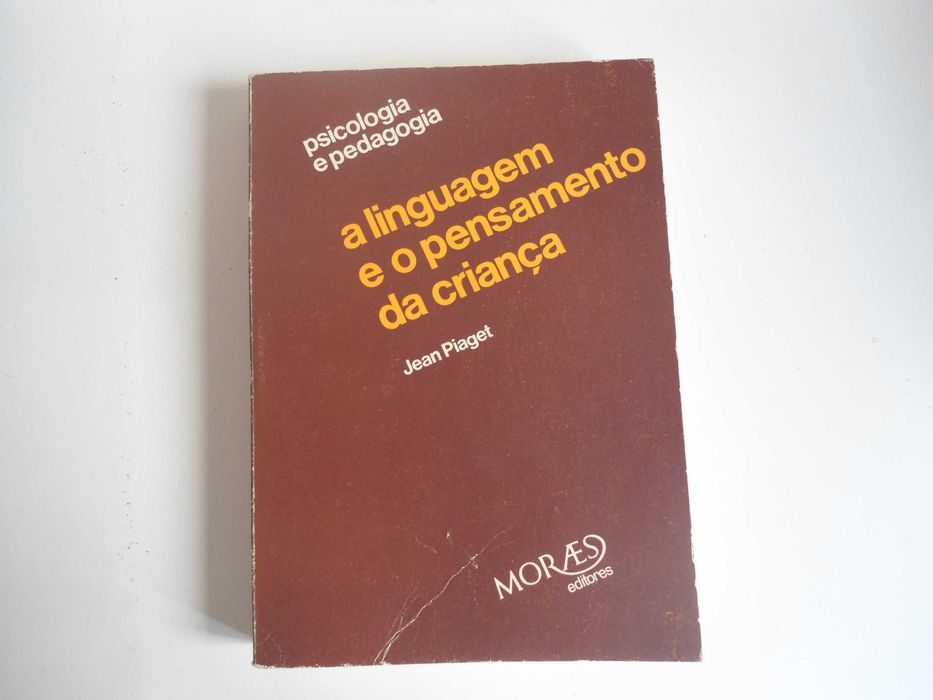 psicologia
e pedagogia
a linguagem
e o pensamento
da criança
Jean Piaget
MORÆS
editores